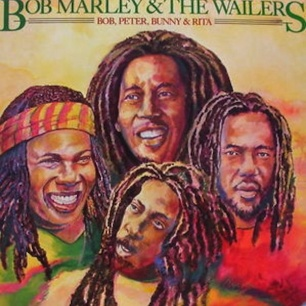 BOB MARLEY & THE WAILERS
BOB, PETER, BUNNY & RITA